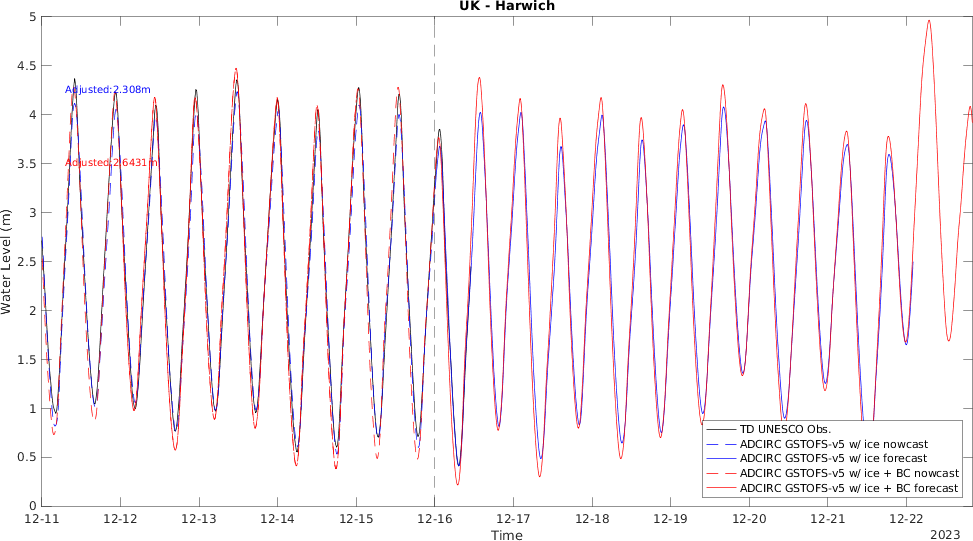 UK - Harwich
5
4.5
4
3.5
3
2.5
2
1.5
1
0.5
0
Water Level (m)
Adjusted:2.308m
Adjusted:2.6431m
TD UNESCO Obs.
ADCIRC GSTOFS-v5 w/ ice nowcast
ADCIRC GSTOFS-v5 w/ ice forecast
ADCIRC GSTOFS-v5 w/ ice + BC nowcast
ADCIRC GSTOFS-v5 w/ ice + BC forecast
12-11 12-12 12-13 12-14 12-15 12-16 12-17 12-18 12-19 12-20 12-21 12-22
Time
2023